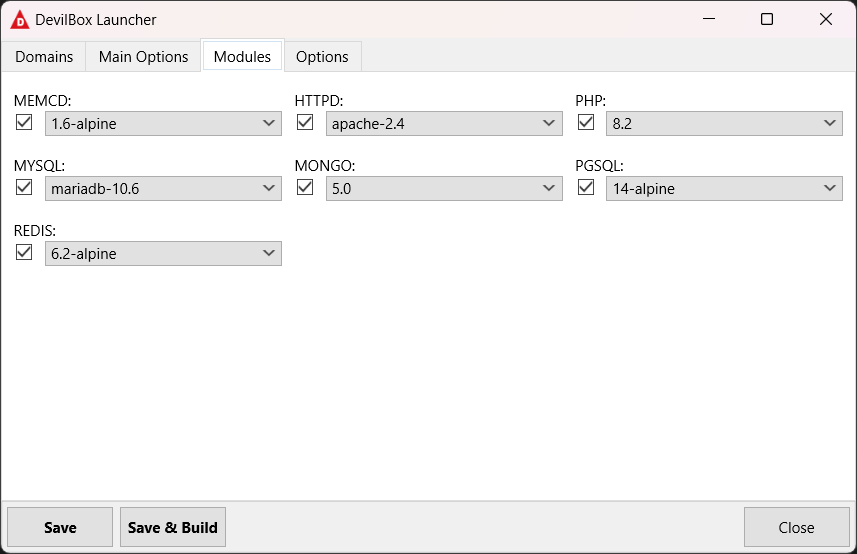 DevilBox Launcher
Domains Main Options Modules Options
MEMCD: HTTPD: PHP:
1.6-alpine apache-2.4 8.2
MYSQL: MONGO: PGSQL:
mariadb-10.6 5.0 14-alpine
REDIS:
6.2-alpine
Save Save & Build Close